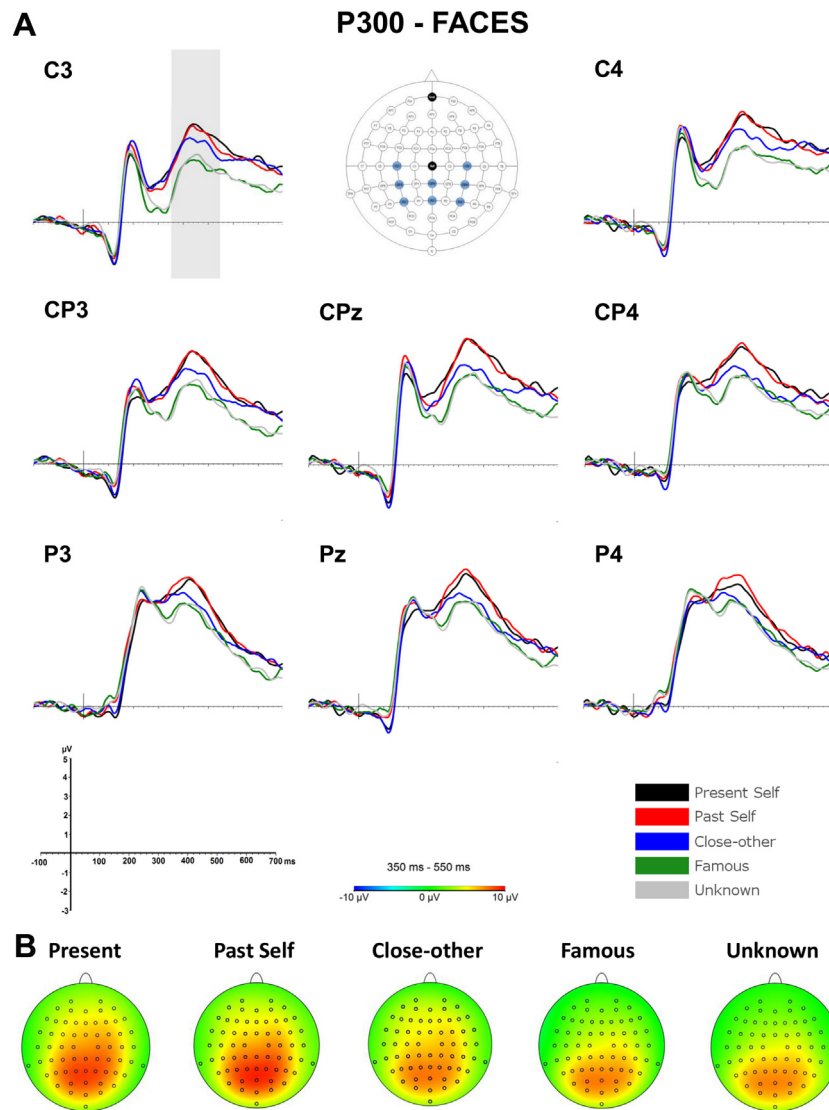 A
P300 - FACES
C3
C4
CP3
CPz
CP4
P3
Pz
P4
µV
5
4
3
2
1
-100
100 200 300 400 500 600 700 ms
-1
-2
-3
350 ms - 550 ms
-10 µV 0 µV 10 µV
Present Self
Past Self
Close-other
Famous
Unknown
B
Present Past Self Close-other Famous Unknown